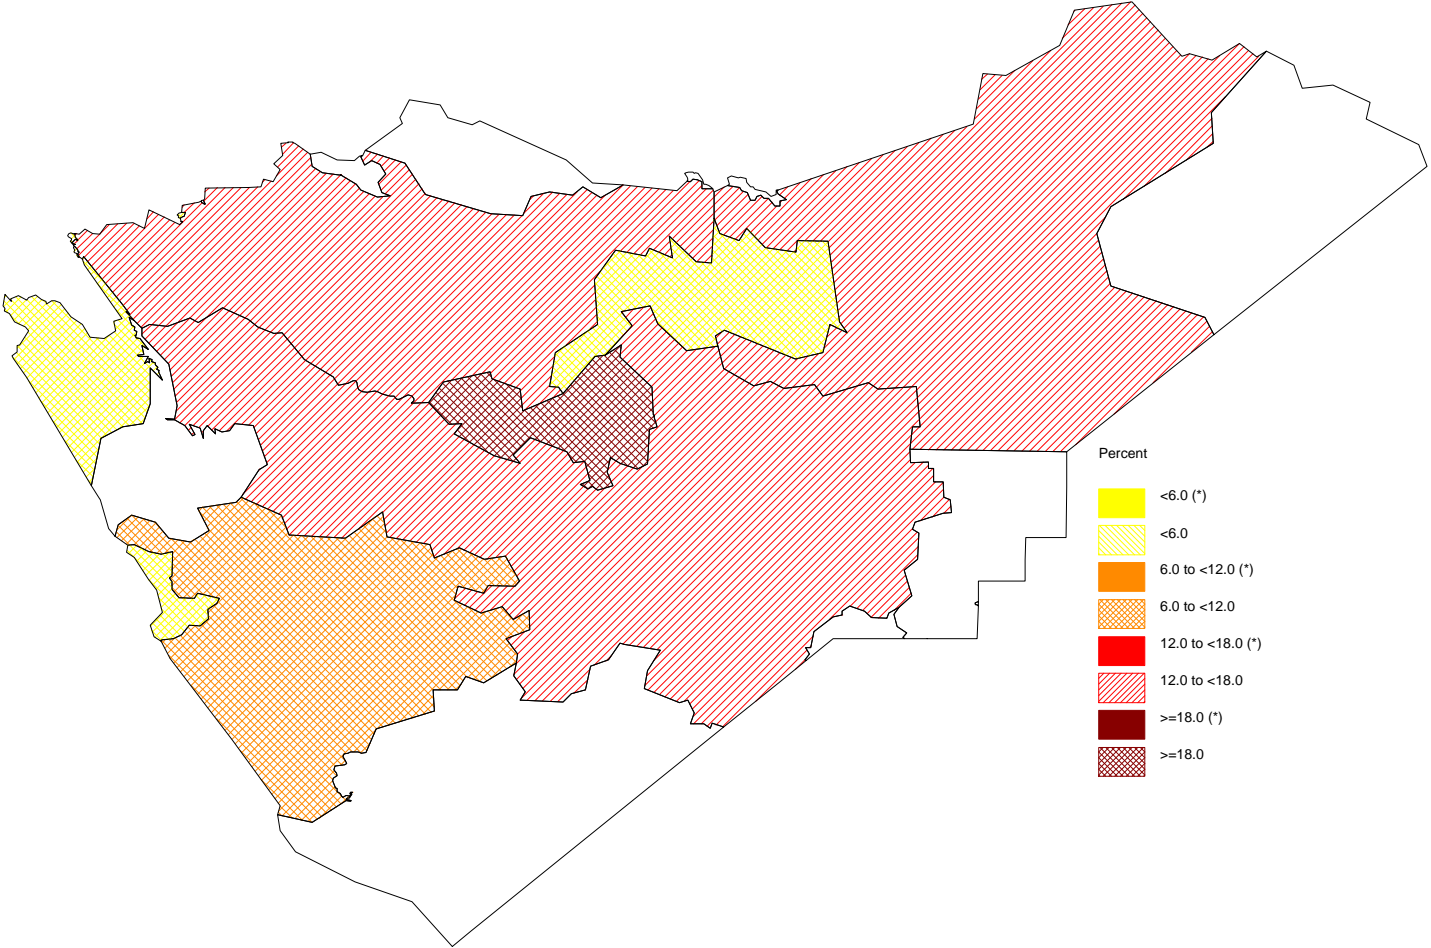 Percent
<6.0 (*)
<6.0
6.0 to <12.0 (*)
6.0 to <12.0
12.0 to <18.0 (*)
12.0 to <18.0
>=18.0 (*)
>=18.0